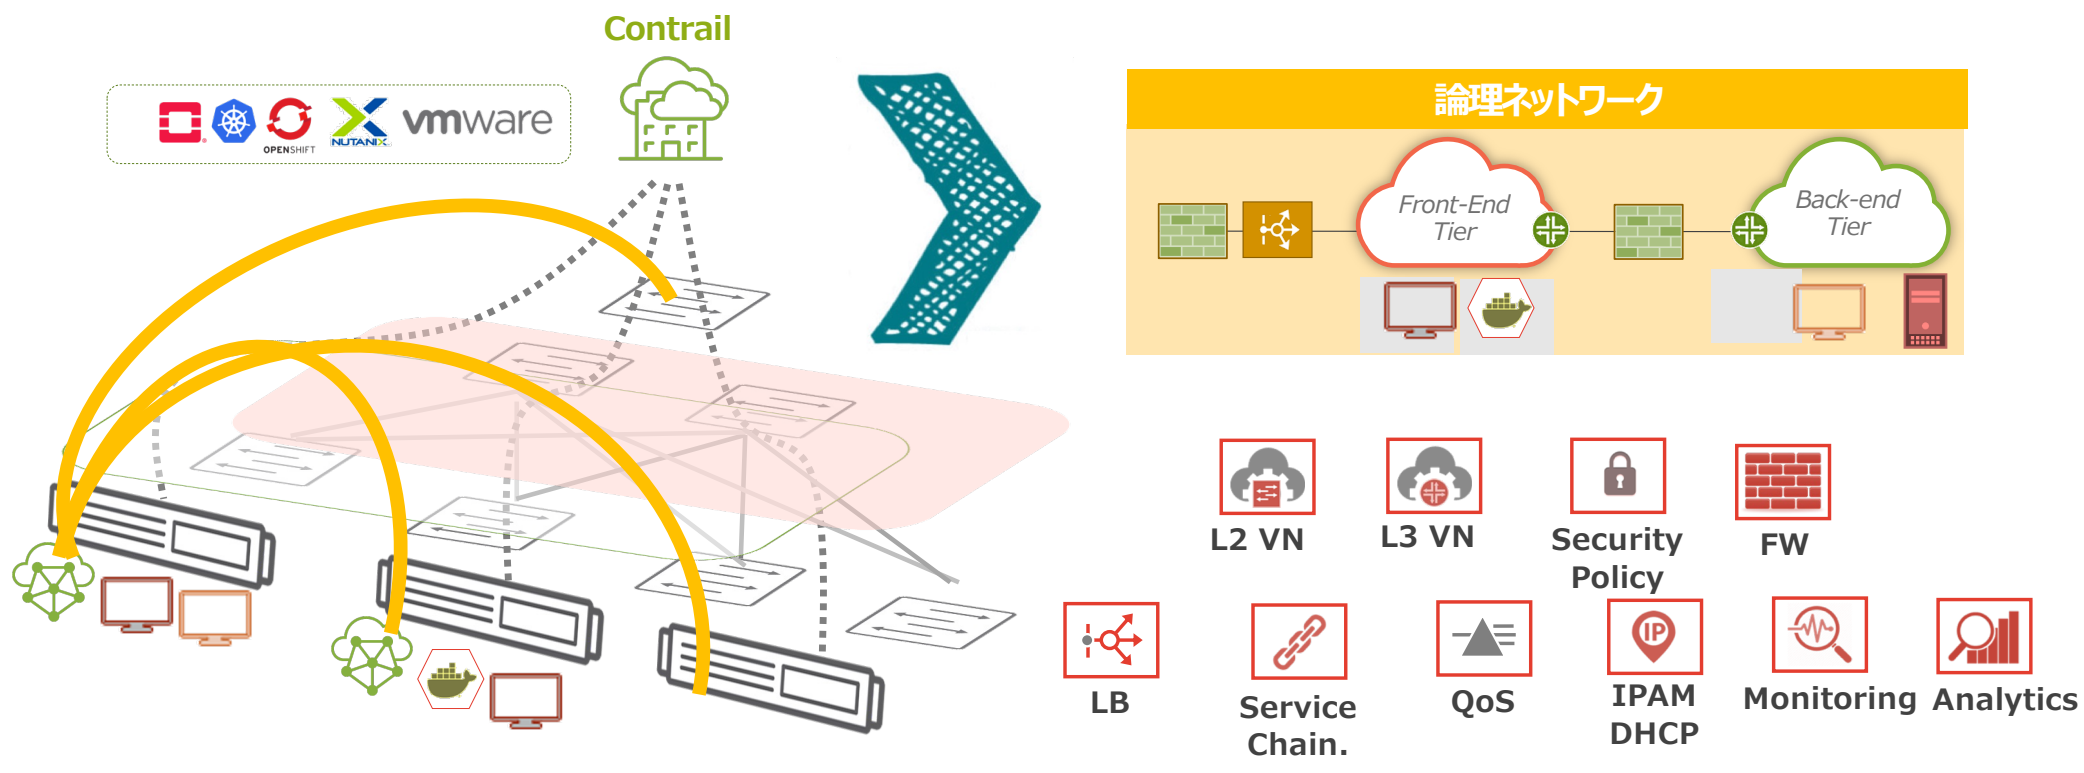 Contrail
OPENSHIFT
NUTANIX
vmware
論理ネットワーク
Front-End
Tier
Back-end
Tier
L2 VN
L3 VN
Security
Policy
FW
LB
Service
Chain.
QoS
IP
IPAM
DHCP
Monitoring
Analytics